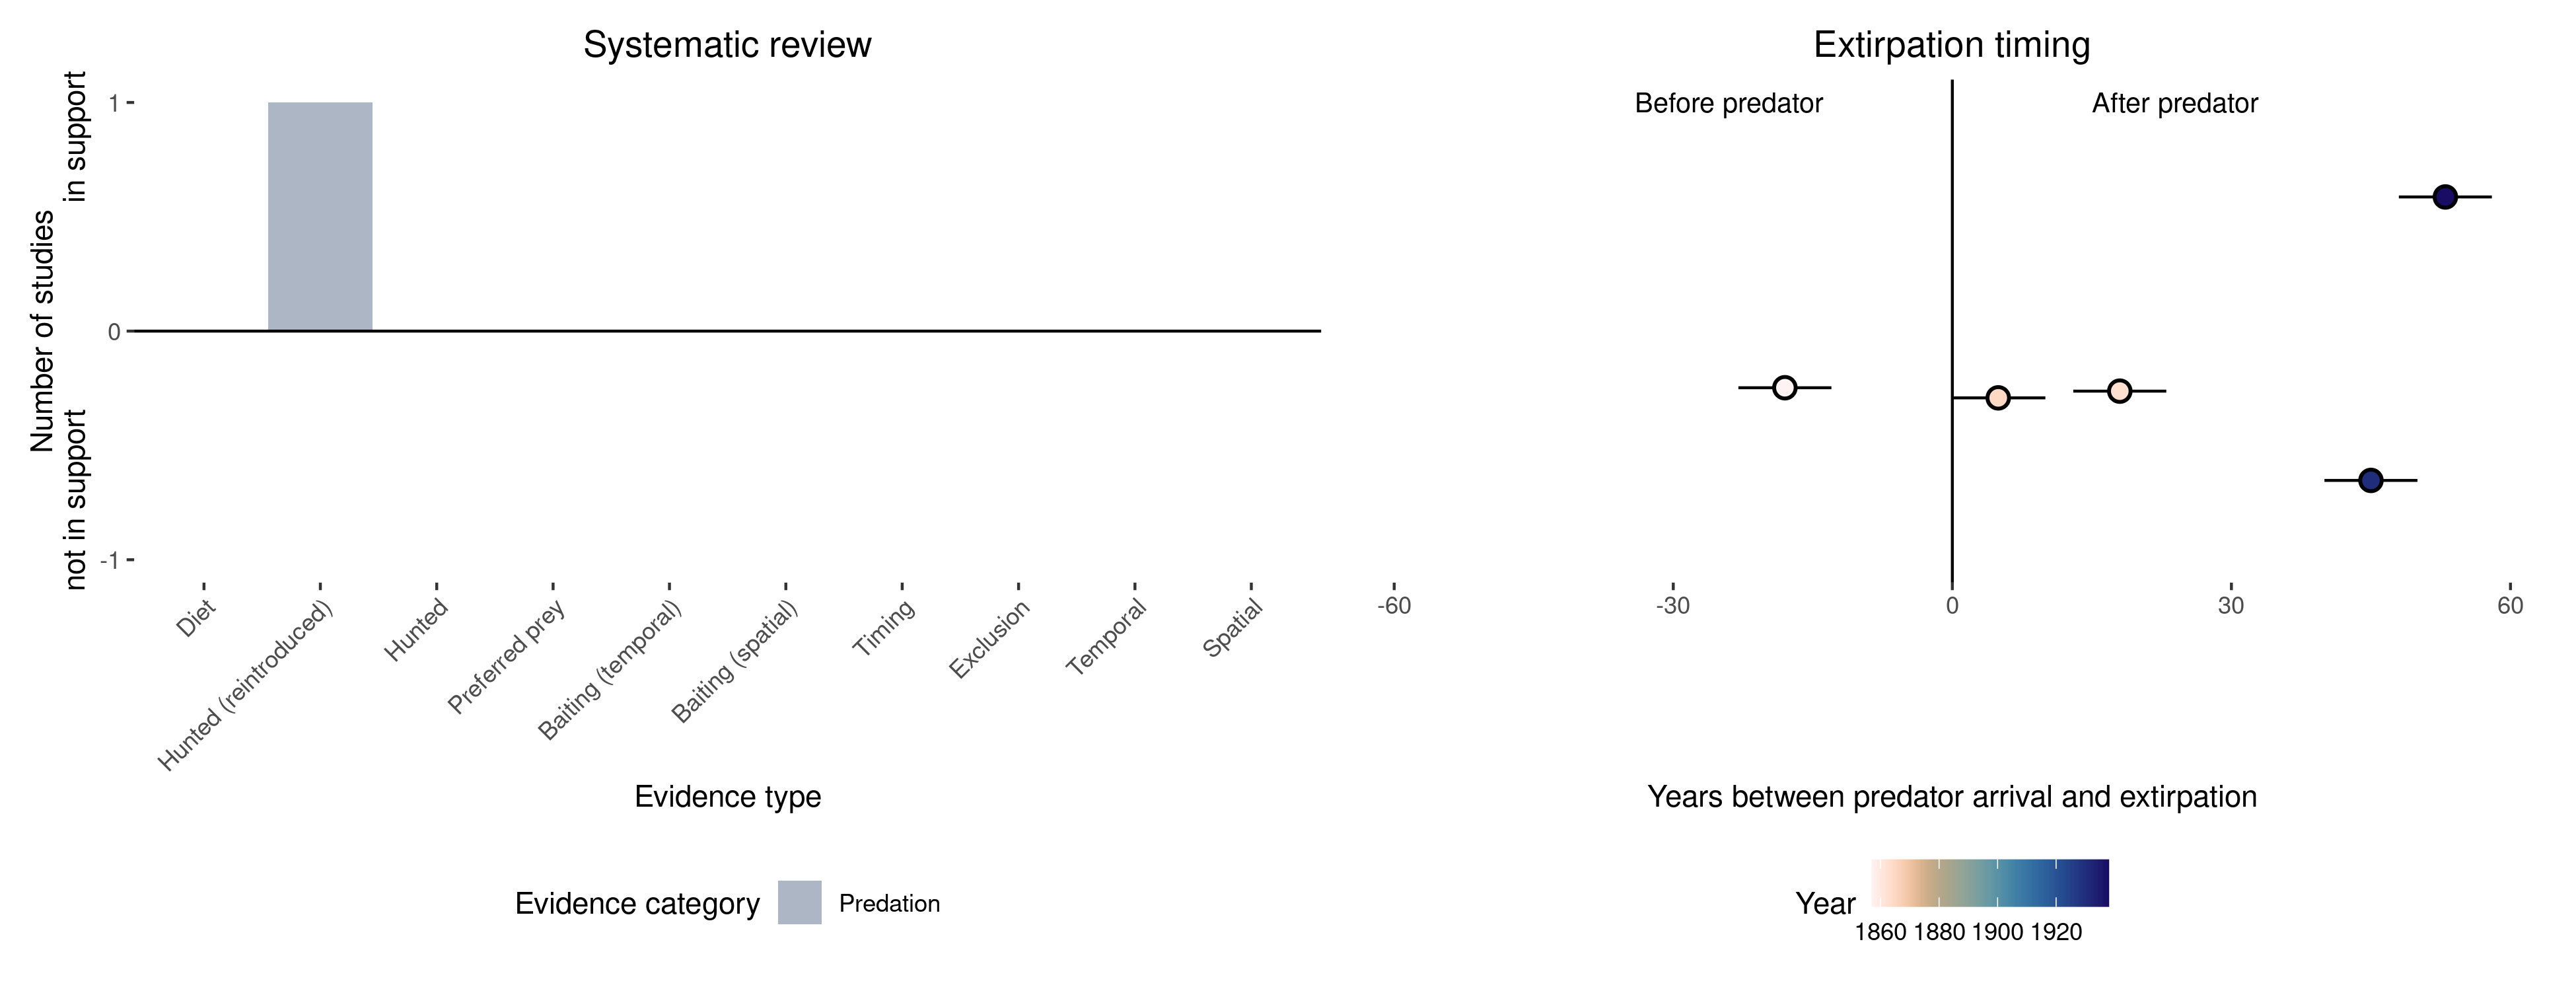 Systematic review
Number of studies
in support
not in support
1
0
-1
Diet
Hunted (reintroduced)
Hunted
Preferred prey
Baiting (temporal)
Baiting (spatial)
Timing
Exclusion
Temporal
Spatial
Evidence type
Evidence category
Predation
Extirpation timing
Before predator
After predator
-60
-30
0
30
60
Years between predator arrival and extirpation
Year
1860 1880 1900 1920